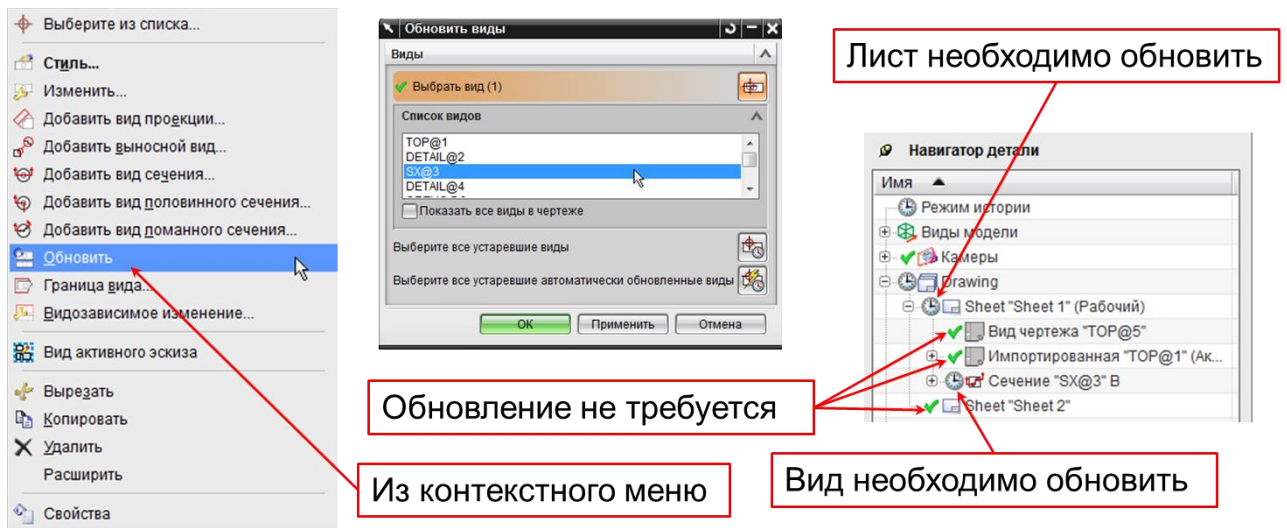 Выберите из списка...
Стиль...
Изменить...
Добавить вид проекции...
Добавить выносной вид...
Добавить вид сечения...
Добавить вид половинного сечения...
Добавить вид ломанного сечения...
Обновить
Граница вида...
Видозависимое изменение...
Вид активного эскиза
Вырезать
Копировать
Удалить
Расширить
Свойства
Обновить виды
Виды
Выбрать вид (1)
Список видов
TOP@1
DETAIL@2
SX@3
DETAIL@4
Показать все виды в чертеже
Выберите все устаревшие виды
Выберите все устаревшие автоматически обновленные виды
OK
Применить
Отмена
Лист необходимо обновить
Навигатор детали
Имя
Режим истории
Виды модели
Камеры
Drawing
Sheet "Sheet 1" (Рабочий)
Вид чертежа "TOP@5"
Импортированная "TOP@1" (Ак...
Сечение "SX@3" B
Sheet "Sheet 2"
Обновление не требуется
Из контекстного меню
Вид необходимо обновить